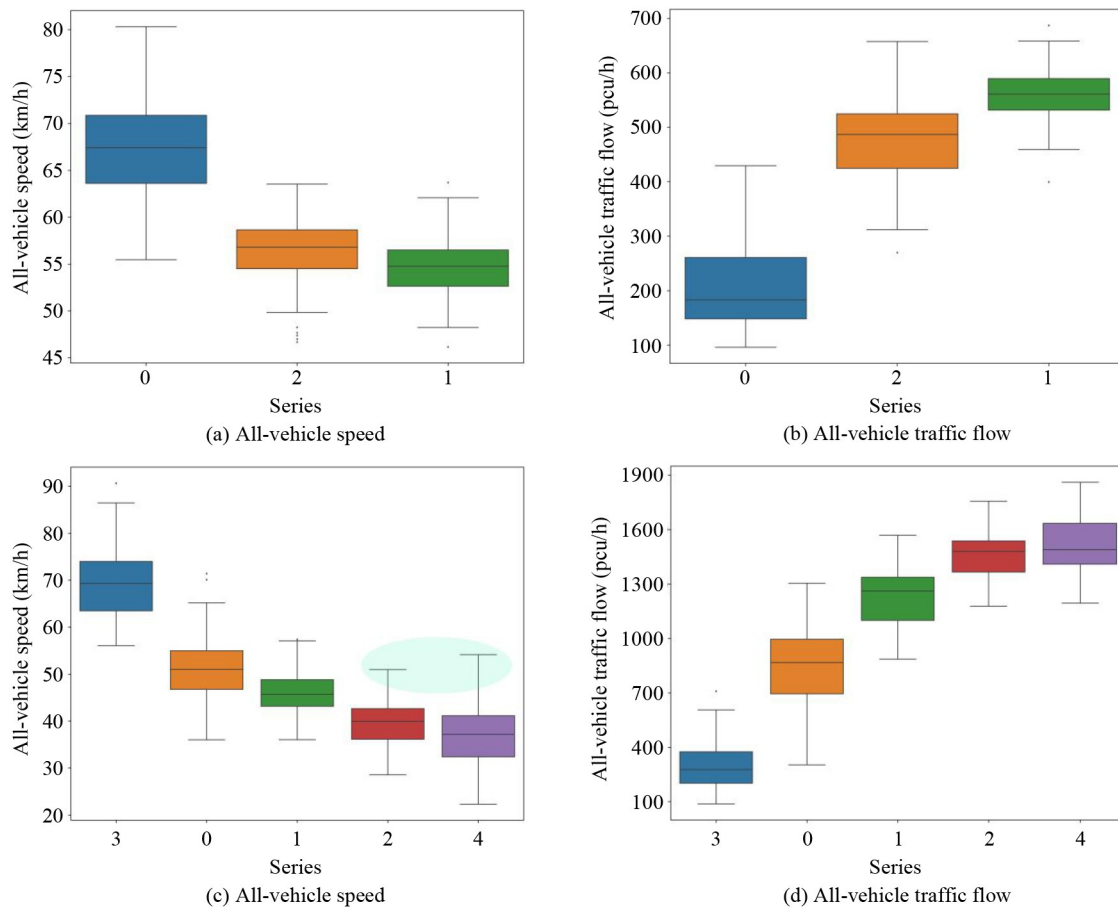 All-vehicle speed (km/h)
80
75
70
65
60
55
50
45
0 2 1
Series
(a) All-vehicle speed
All-vehicle traffic flow (pcu/h)
700
600
500
400
300
200
100
0 2 1
Series
(b) All-vehicle traffic flow
All-vehicle speed (km/h)
90
80
70
60
50
40
30
20
3 0 1 2 4
Series
(c) All-vehicle speed
All-vehicle traffic flow (pcu/h)
1900
1600
1300
1000
700
400
100
3 0 1 2 4
Series
(d) All-vehicle traffic flow